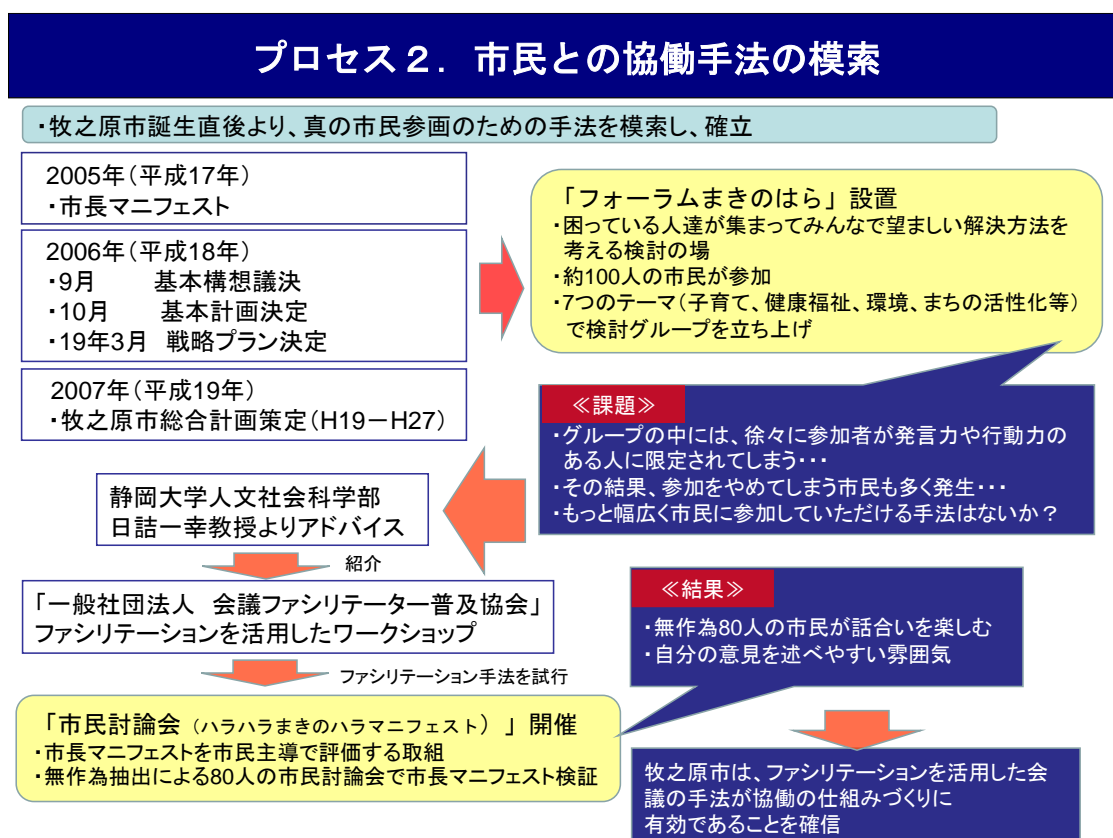 プロセス２．市民との協働手法の模索
・牧之原市誕生直後より、真の市民参画のための手法を模索し、確立
2005年（平成17年）
・市長マニフェスト
2006年（平成18年）
・9月　　基本構想議決
・10月　　基本計画決定
・19年3月　戦略プラン決定
2007年（平成19年）
・牧之原市総合計画策定（H19－H27）
「フォーラムまきのはら」設置
・困っている人達が集まってみんなで望ましい解決方法を
考える検討の場
・約100人の市民が参加
・7つのテーマ（子育て、健康福祉、環境、まちの活性化等）
で検討グループを立ち上げ
≪課題≫
・グループの中には、徐々に参加者が発言力や行動力の
ある人に限定されてしまう･･･
・その結果、参加をやめてしまう市民も多く発生･･･
・もっと幅広く市民に参加していただける手法はないか？
静岡大学人文社会科学部
日詰一幸教授よりアドバイス
紹介
「一般社団法人　会議ファシリテーター普及協会」
ファシリテーションを活用したワークショップ
ファシリテーション手法を試行
「市民討論会（ハラハラまきのハラマニフェスト）」開催
・市長マニフェストを市民主導で評価する取組
・無作為抽出による80人の市民討論会で市長マニフェスト検証
≪結果≫
・無作為80人の市民が話合いを楽しむ
・自分の意見を述べやすい雰囲気
牧之原市は、ファシリテーションを活用した会
議の手法が協働の仕組みづくりに
有効であることを確信